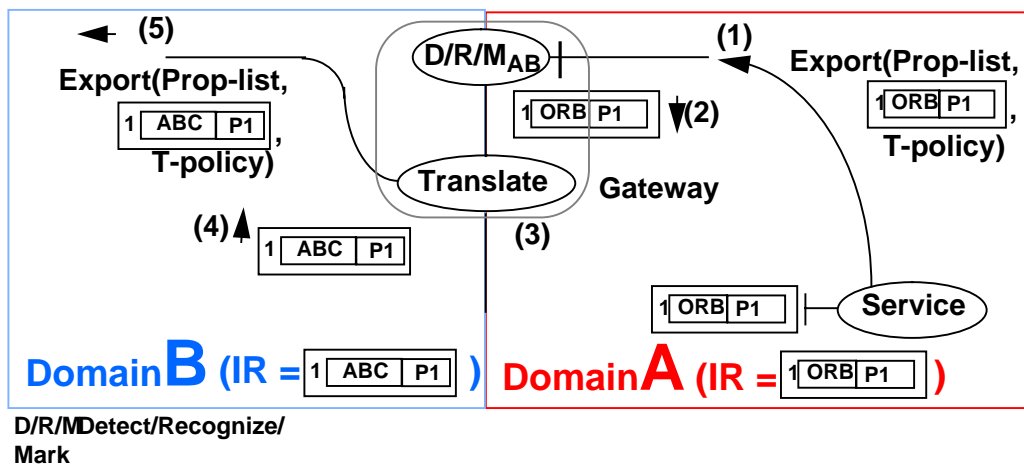 (5)
Export(Prop-list,
1 ABC P1 ,
T-policy)
(4)
1 ABC P1
D/R/MAB
1 ORB P1
(2)
Translate
Gateway
(3)
(1)
Export(Prop-list,
1 ORB P1 ,
T-policy)
1 ORB P1
Service
Domain B (IR = 1 ABC P1 )
Domain A (IR = 1 ORB P1 )
D/R/MDetect/Recognize/
Mark